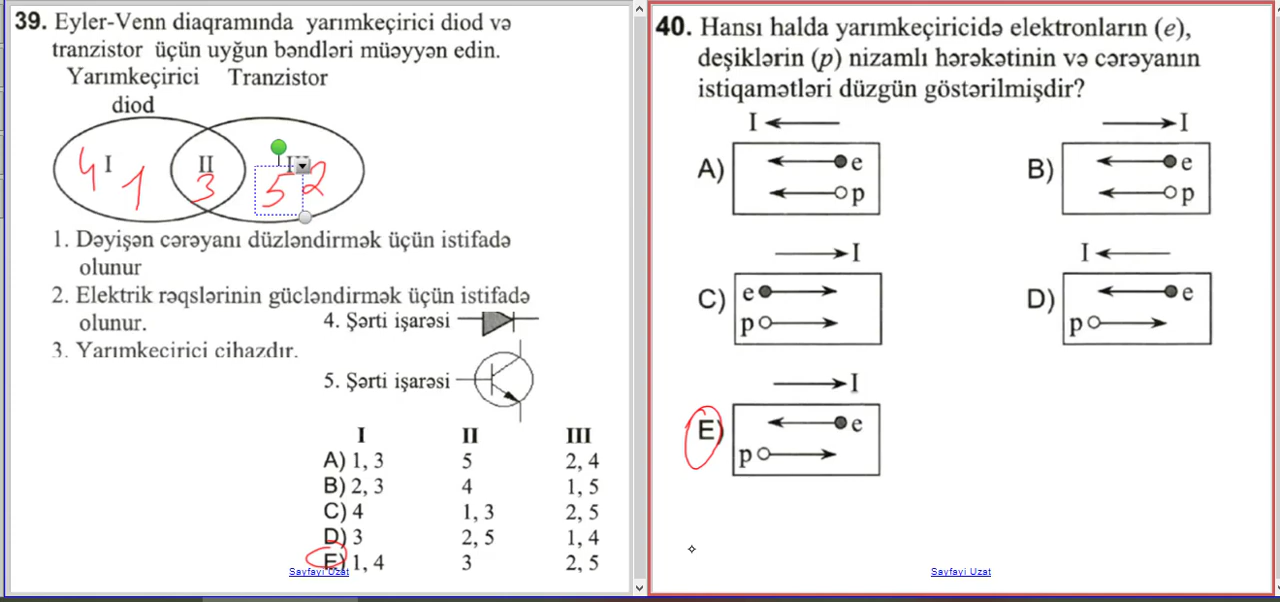 39. Eyler-Venn diaqramında yarımkeçirici diod və
tranzistor üçün uyğun bəndləri müəyyən edin.
Yarımkeçirici Tranzistor
diod
4 I 1 II 3 5 2
1. Dəyişən cərəyanı düzləndirmək üçün istifadə
olunur
2. Elektrik rəqslərinin gücləndirmək üçün istifadə
olunur.
4. Şərti işarəsi
3. Yarımkecirici cihazdır.
5. Şərti işarəsi
I II III
A) 1, 3 5 2, 4
B) 2, 3 4 1, 5
C) 4 1, 3 2, 5
D) 3 2, 5 1, 4
E) 1, 4 3 2, 5
Sayfayi Uzat
40. Hansı halda yarımkeçiricidə elektronların (e),
deşiklərin (p) nizamlı hərəkətinin və cərəyanın
istiqamətləri düzgün göstərilmişdir?
I I
A) e B) e
p p
I I
C) e D) e
p p
I
E) e
p
Sayfayi Uzat